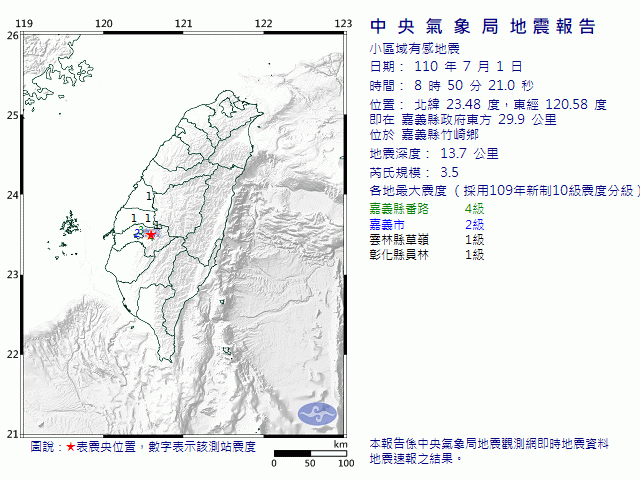 中央氣象局地震報告
小區域有感地震
日期： 110 年 7 月 1 日
時間： 8 時 50 分 21.0 秒
位置： 北緯 23.48 度，東經 120.58 度
即在 嘉義縣政府東方 29.9 公里
位於 嘉義縣竹崎鄉
地震深度： 13.7 公里
芮氏規模： 3.5
各地最大震度 （採用109年新制10級震度分級）
嘉義縣番路 4級
嘉義市 2級
雲林縣草嶺 1級
彰化縣員林 1級
本報告係中央氣象局地震觀測網即時地震資料
地震速報之結果。
119 120 121 122 123
26
25
24
23
22
21
1
1 1
1
2
圖說：★表震央位置，數字表示該測站震度
km
0 50 100